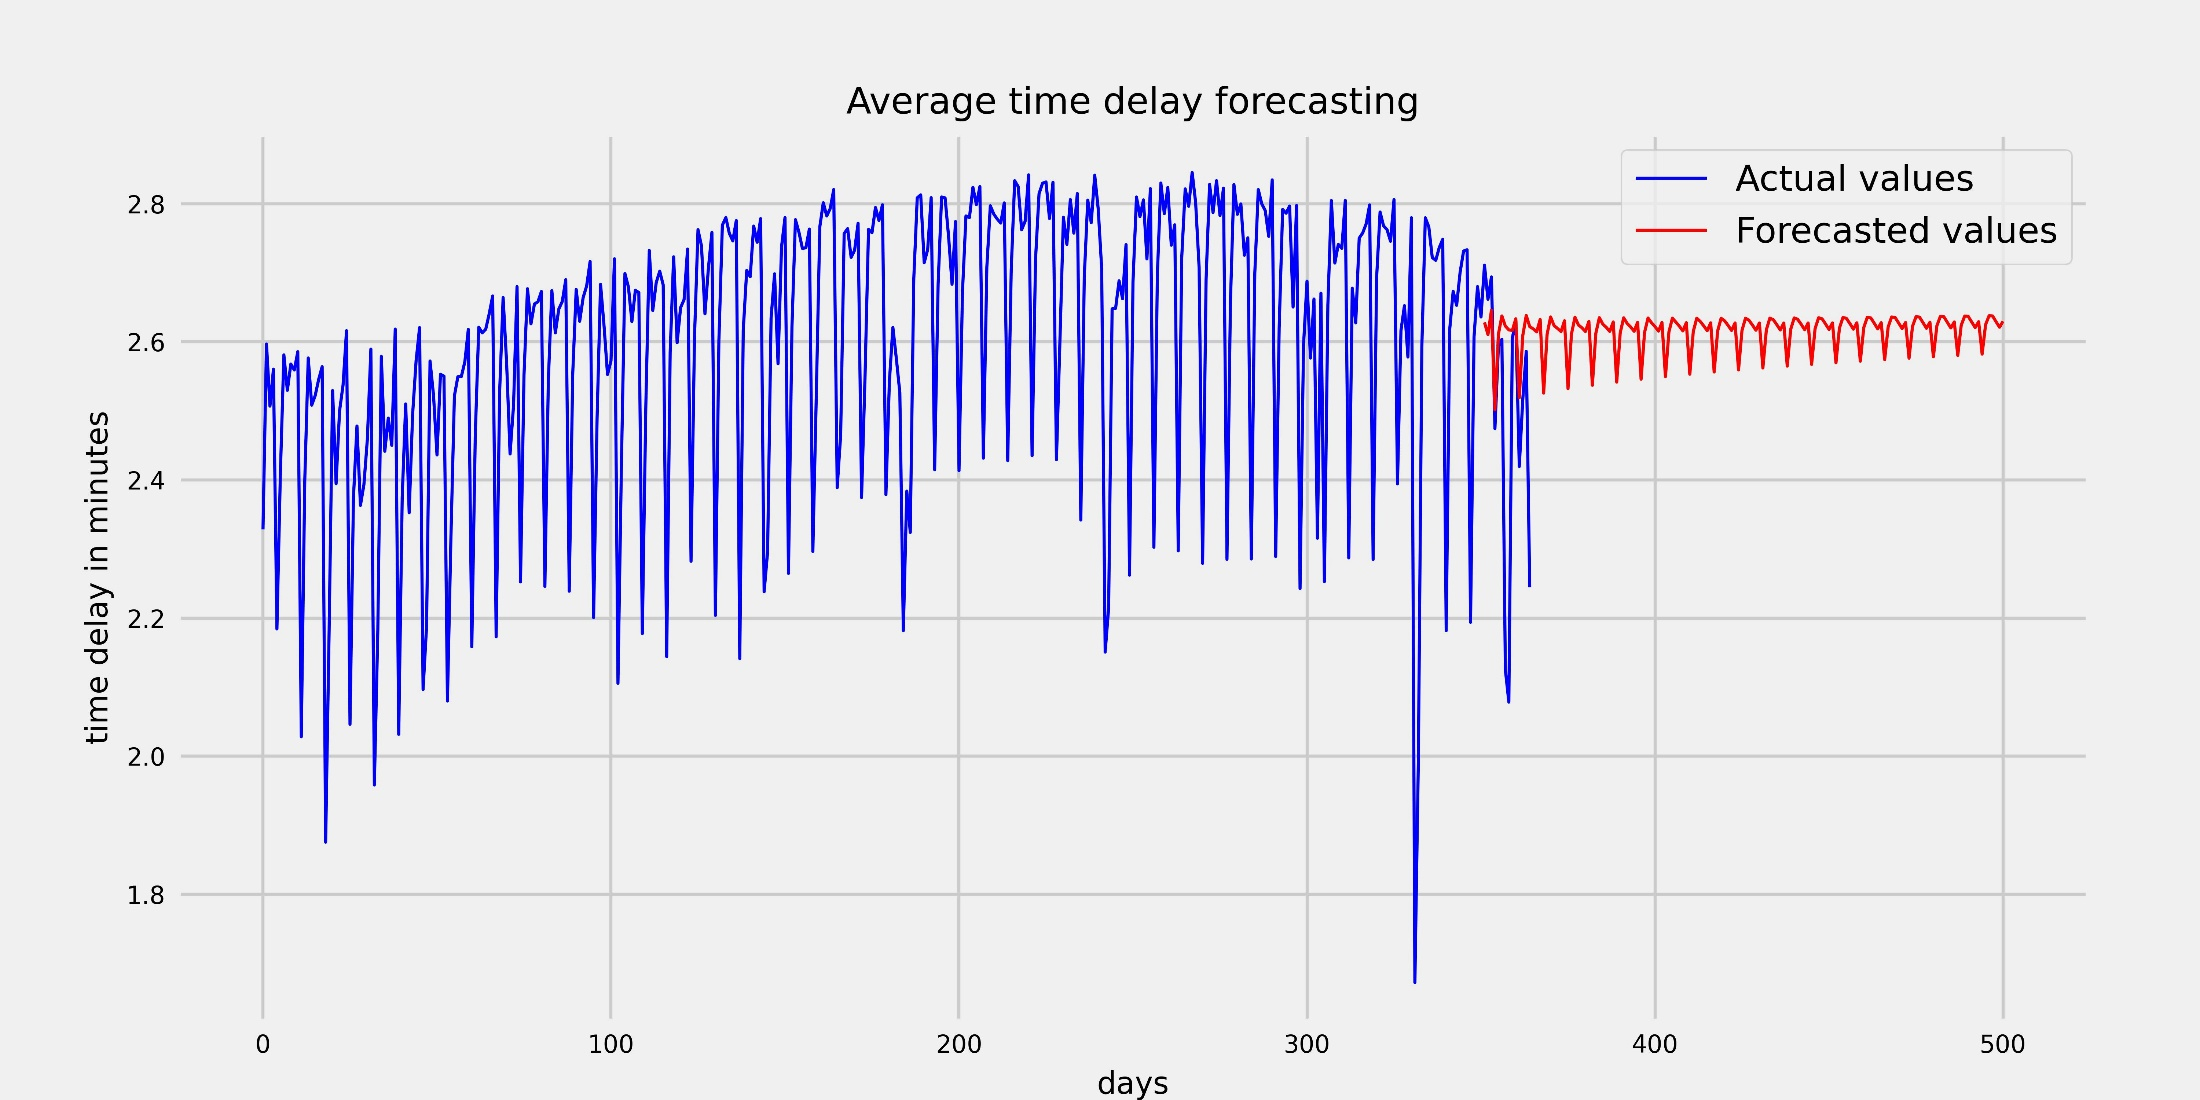 Average time delay forecasting
Actual values
Forecasted values
time delay in minutes
2.8
2.6
2.4
2.2
2.0
1.8
0 100 200 300 400 500
days